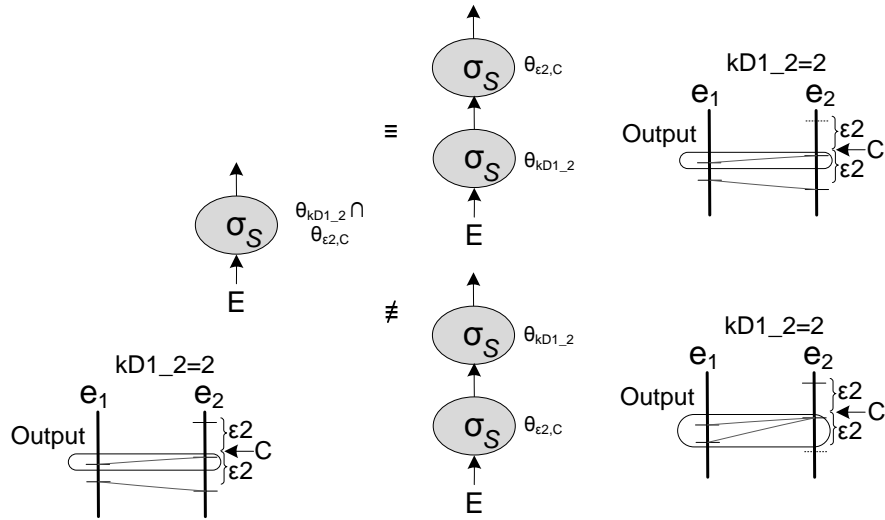 σS
θε2,C
σS
θkD1_2
E
≡
kD1_2=2
e1 e2
Output
ε2
C
ε2
σS
θkD1_2 ∩
θε2,C
E
≢
σS
θkD1_2
σS
θε2,C
E
kD1_2=2
e1 e2
Output
ε2
C
ε2
kD1_2=2
e1 e2
Output
ε2
C
ε2